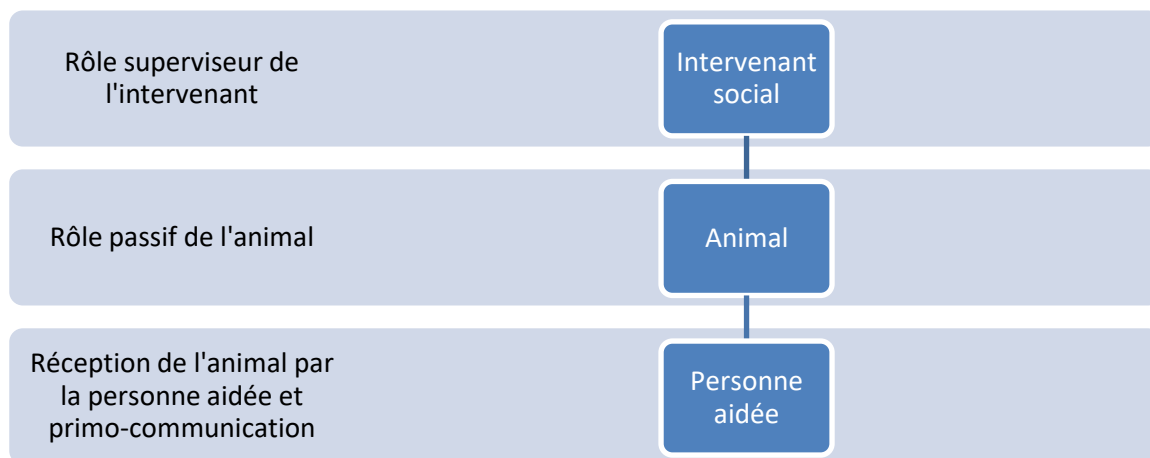 Rôle superviseur de
l'intervenant
Intervenant
social
Rôle passif de l'animal
Animal
Réception de l'animal par
la personne aidée et
primo-communication
Personne
aidée